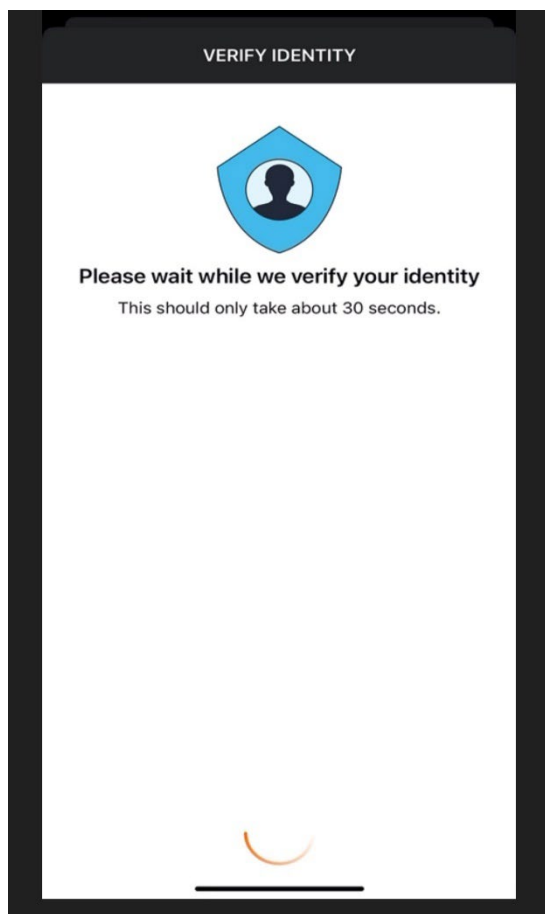 VERIFY IDENTITY
Please wait while we verify your identity
This should only take about 30 seconds.